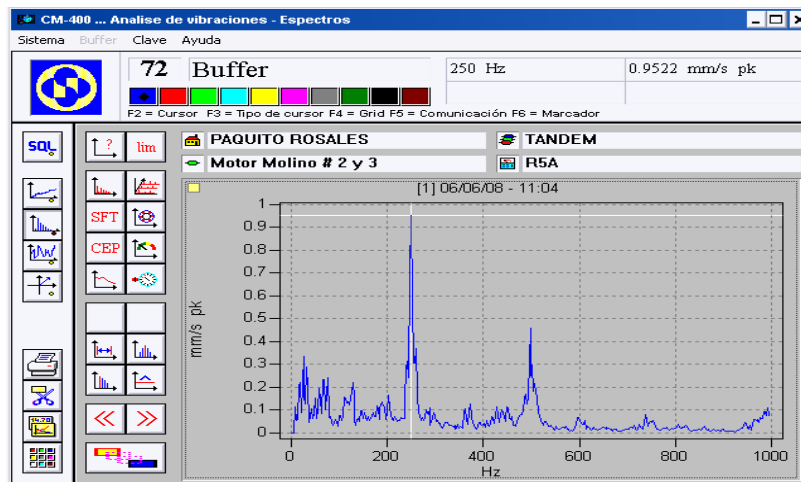 CM-400 ... Analise de vibraciones - Espectros
Sistema Buffer Clave Ayuda
72 Buffer 250 Hz 0.9522 mm/s pk
F2 = Cursor F3 = Tipo de cursor F4 = Grid F5 = Comunicación F6 = Marcador
SQL
? lim
PAQUITO ROSALES TANDEM
Motor Molino # 2 y 3 R5A
SFT
CEP
[1] 06/06/08 - 11:04
1
0.9
0.8
0.7
0.6
0.5
0.4
0.3
0.2
0.1
0
mm/s pk
0 200 400 600 800 1000
Hz
<< >>